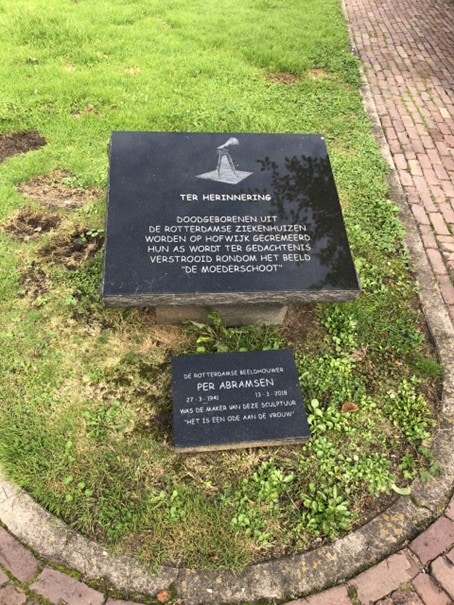 TER HERINNERING
DOODGEBORENEN UIT
DE ROTTERDAMSE ZIEKENHUIZEN
WORDEN OP HOFWIJK GECREMEERD
HUN AS WORDT TER GEDACHTENIS
VERSTROOID RONDOM HET BEELD
"DE MOEDERSCHOOT"
DE ROTTERDAMSE BEELDHOUWER
PER ABRAMSEN
27 - 3 - 1941 13 - 3 - 2018
WAS DE MAKER VAN DEZE SCULPTUUR
"HET IS EEN ODE AAN DE VROUW"